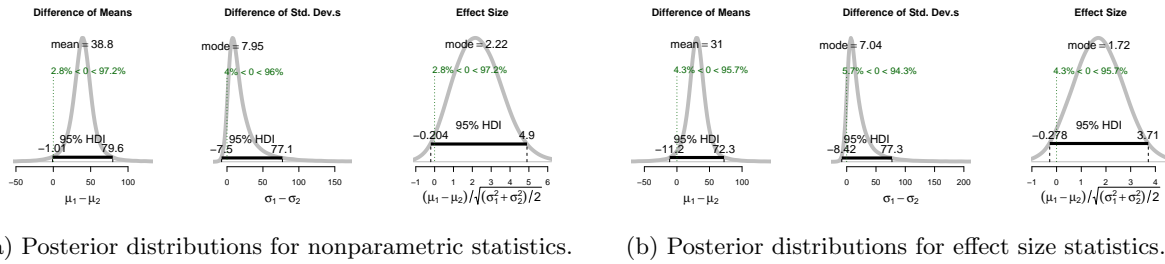 Difference of Means
mean = 38.8
2.8% < 0 < 97.2%
95% HDI
−1.01 79.6
−50 0 50 100
μ1 − μ2
Difference of Std. Dev.s
mode = 7.95
4% < 0 < 96%
95% HDI
−7.5 77.1
0 50 100 150
σ1 − σ2
Effect Size
mode = 2.22
2.8% < 0 < 97.2%
95% HDI
−0.204 4.9
−1 0 1 2 3 4 5 6
(μ1 − μ2)/√(σ1² + σ2²)/2
) Posterior distributions for nonparametric statistics.
Difference of Means
mean = 31
4.3% < 0 < 95.7%
95% HDI
−11.2 72.3
−50 0 50 100
μ1 − μ2
Difference of Std. Dev.s
mode = 7.04
5.7% < 0 < 94.3%
95% HDI
−8.42 77.3
0 50 100 150 200
σ1 − σ2
Effect Size
mode = 1.72
4.3% < 0 < 95.7%
95% HDI
−0.278 3.71
−1 0 1 2 3 4
(μ1 − μ2)/√(σ1² + σ2²)/2
(b) Posterior distributions for effect size statistics.